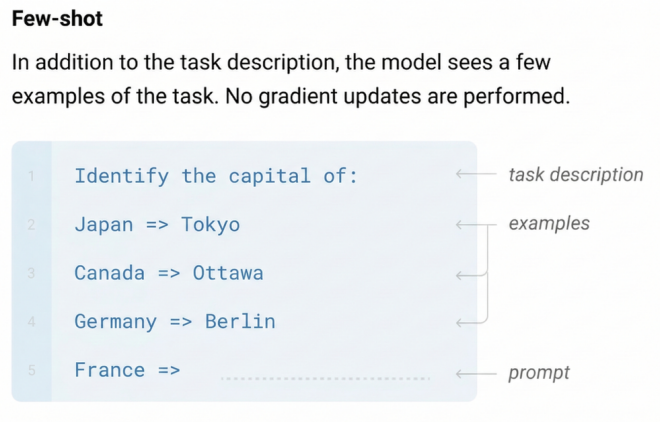 Few-shot
In addition to the task description, the model sees a few
examples of the task. No gradient updates are performed.
1 Identify the capital of: task description
2 Japan => Tokyo examples
3 Canada => Ottawa
4 Germany => Berlin
5 France => prompt